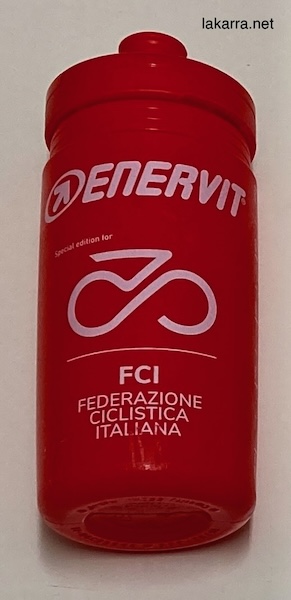 lakarra.net
ENERVIT
Special edition for
FCI
FEDERAZIONE
CICLISTICA
ITALIANA